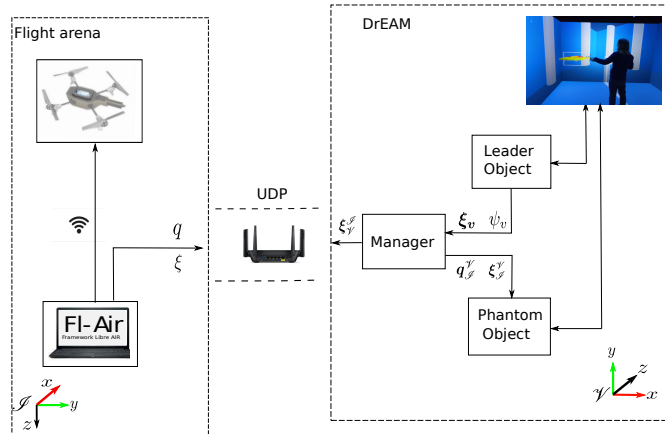 Flight arena
DrEAM
Leader
Object
UDP
q
ξ
ξ_𝒱^ℐ
Manager
ξ_v ψ_v
q_ℐ^𝒱 ξ_ℐ^𝒱
Phantom
Object
Fl-Air
Framework Libre AIR
x
ℐ
y
z
y
z
𝒱
x